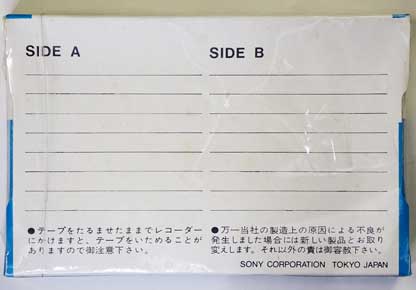 SIDE A
SIDE B
●テープをたるませたままでレコーダー
にかけますと、テープをいためることが
ありますので御注意下さい。
●万一当社の製造上の原因による不良が
発生しました場合には新しい製品とお取り
変えします。それ以外の責は御容赦下さい。
SONY CORPORATION TOKYO JAPAN